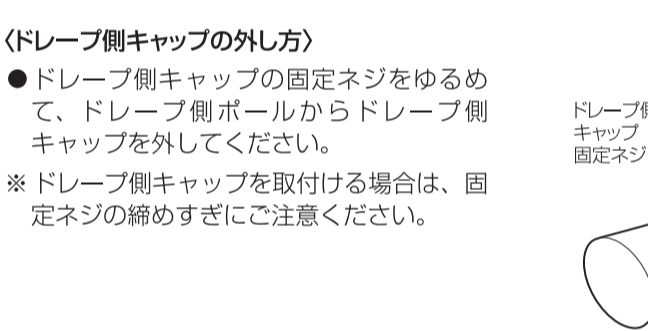 〈ドレープ側キャップの外し方〉
●ドレープ側キャップの固定ネジをゆるめ
て、ドレープ側ポールからドレープ側
キャップを外してください。
※ドレープ側キャップを取付ける場合は、固
定ネジの締めすぎにご注意ください。
ドレープ側
キャップ
固定ネジ